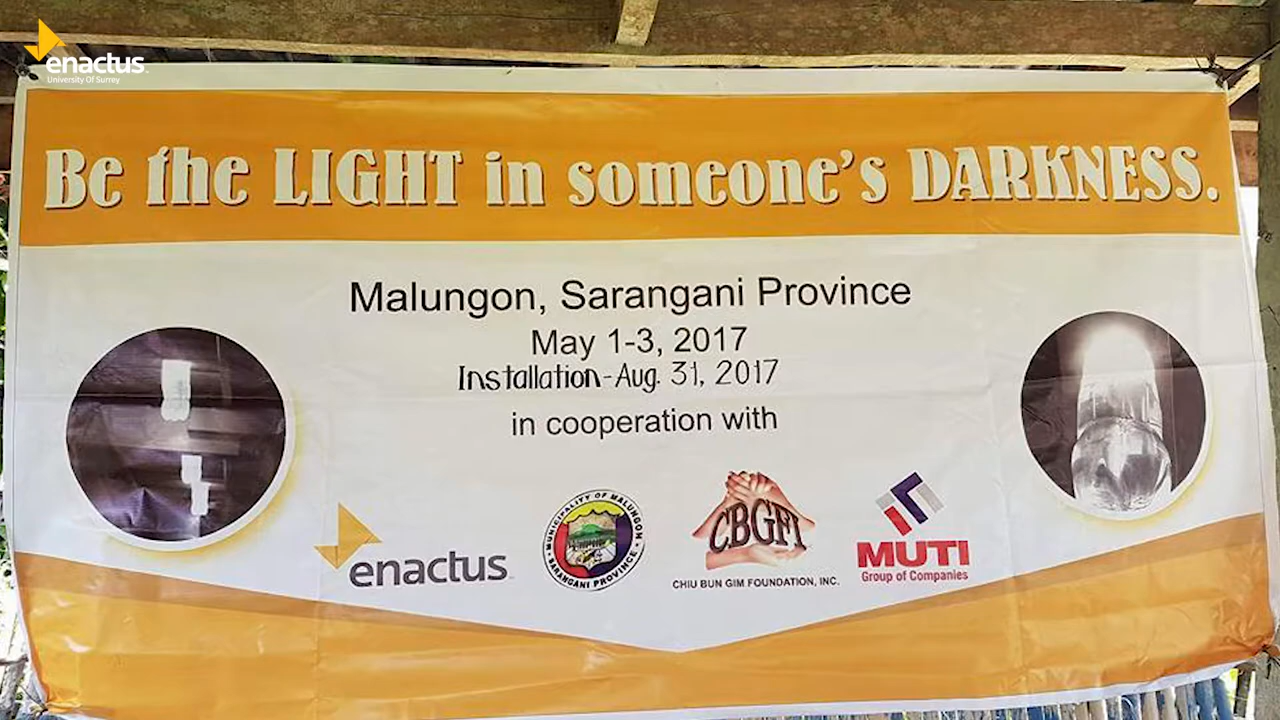 enactus
University Of Surrey
Be the LIGHT in someone's DARKNESS.
Malungon, Sarangani Province
May 1-3, 2017
Installation-Aug. 31, 2017
in cooperation with
enactus
MUNICIPALITY OF MALUNGON
SARANGANI PROVINCE
CBGFI
CHIU BUN GIM FOUNDATION, INC.
MUTI
Group of Companies